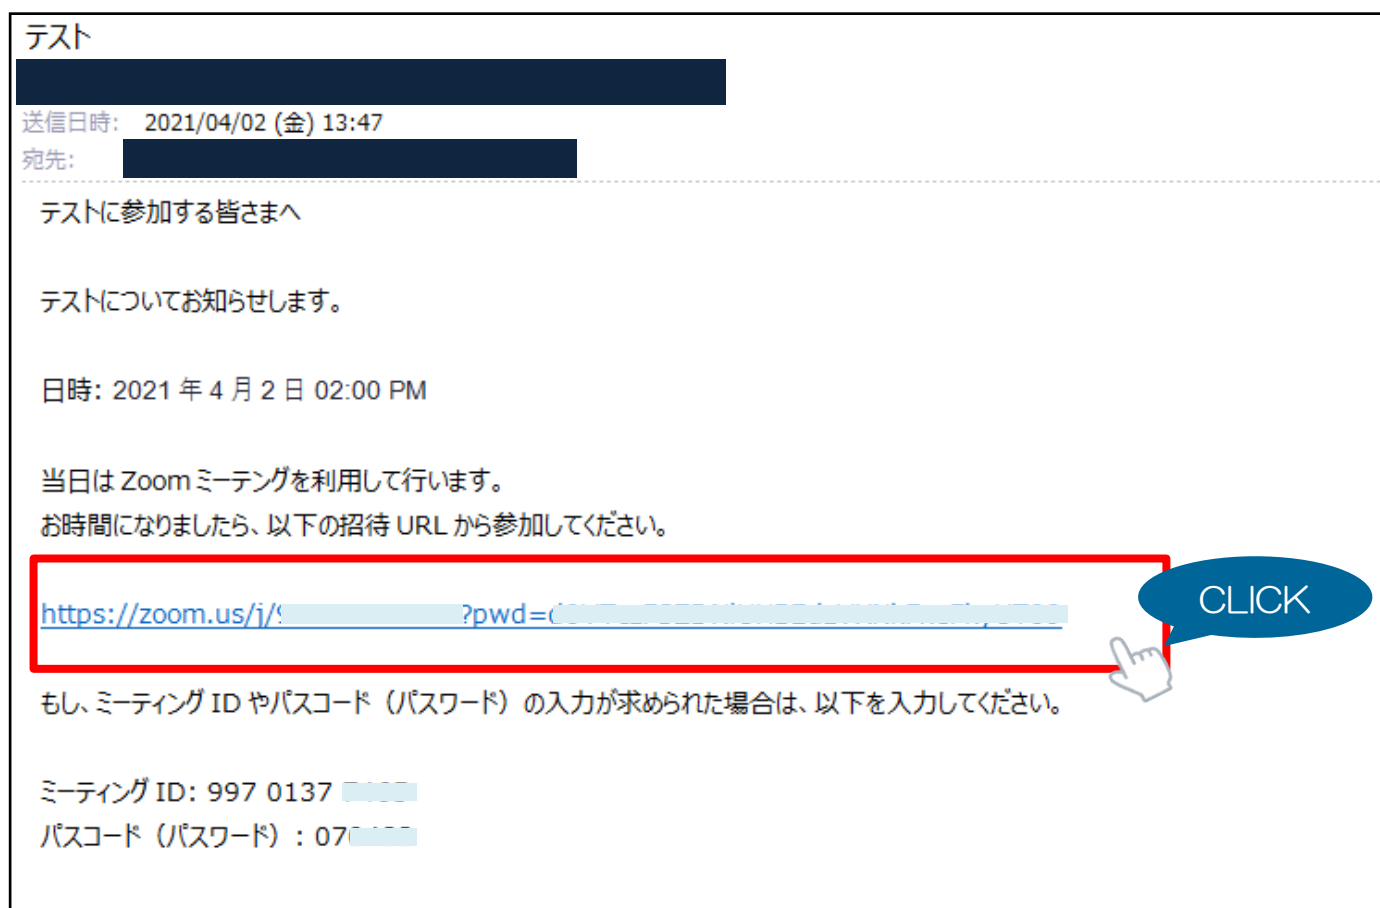 テスト
送信日時: 2021/04/02 (金) 13:47
宛先:
テストに参加する皆さまへ
テストについてお知らせします。
日時: 2021 年 4 月 2 日 02:00 PM
当日は Zoom ミーテングを利用して行います。
お時間になりましたら、以下の招待 URL から参加してください。
https://zoom.us/j/9 ?pwd=
CLICK
もし、ミーティング ID やパスコード（パスワード）の入力が求められた場合は、以下を入力してください。
ミーティング ID: 997 0137
パスコード（パスワード）: 07